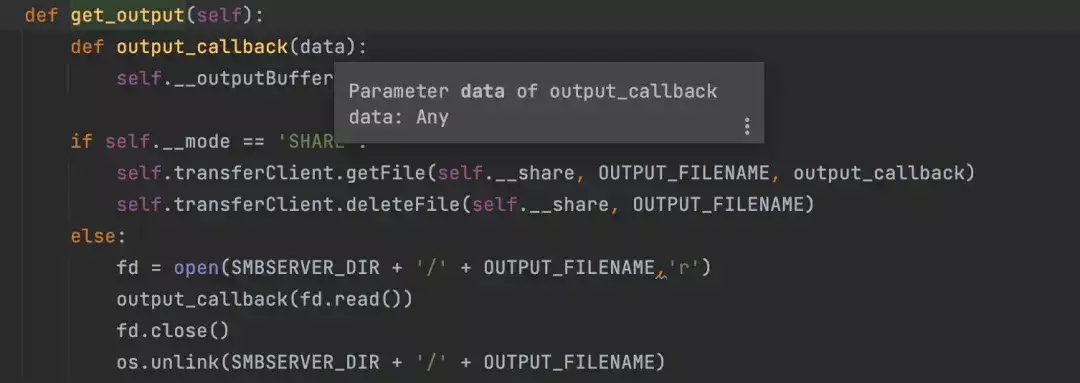 def get_output(self):
def output_callback(data):
self.__outputBuffer
Parameter data of output_callback
data: Any
if self.__mode == 'SHARE':
self.transferClient.getFile(self.__share, OUTPUT_FILENAME, output_callback)
self.transferClient.deleteFile(self.__share, OUTPUT_FILENAME)
else:
fd = open(SMBSERVER_DIR + '/' + OUTPUT_FILENAME,'r')
output_callback(fd.read())
fd.close()
os.unlink(SMBSERVER_DIR + '/' + OUTPUT_FILENAME)